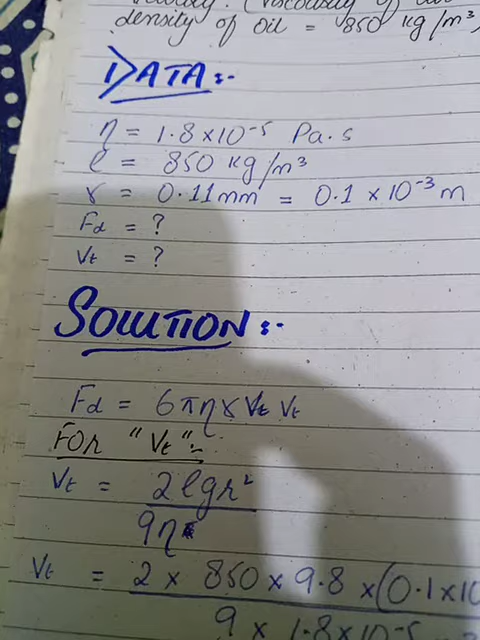 density of oil = 850 kg/m³
DATA:-
η = 1.8×10⁻⁵ Pa.s
ρ = 850 kg/m³
r = 0.11mm = 0.1 × 10⁻³ m
Fd = ?
Vt = ?
SOLUTION:-
Fd = 6πηr Vt Vt
FOR "Vt":-
Vt = 2ρgr²
9η
Vt = 2 × 850 × 9.8 × (0.1×10
9 × 1.8×10⁻⁵